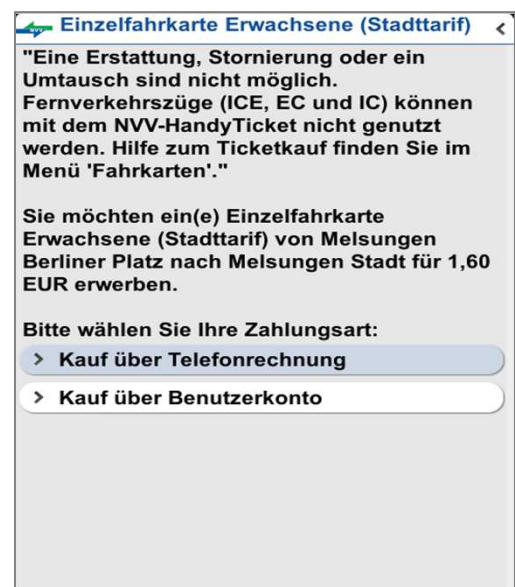 NVV Einzelfahrkarte Erwachsene (Stadttarif) <
"Eine Erstattung, Stornierung oder ein
Umtausch sind nicht möglich.
Fernverkehrszüge (ICE, EC und IC) können
mit dem NVV-HandyTicket nicht genutzt
werden. Hilfe zum Ticketkauf finden Sie im
Menü 'Fahrkarten'."
Sie möchten ein(e) Einzelfahrkarte
Erwachsene (Stadttarif) von Melsungen
Berliner Platz nach Melsungen Stadt für 1,60
EUR erwerben.
Bitte wählen Sie Ihre Zahlungsart:
> Kauf über Telefonrechnung
> Kauf über Benutzerkonto